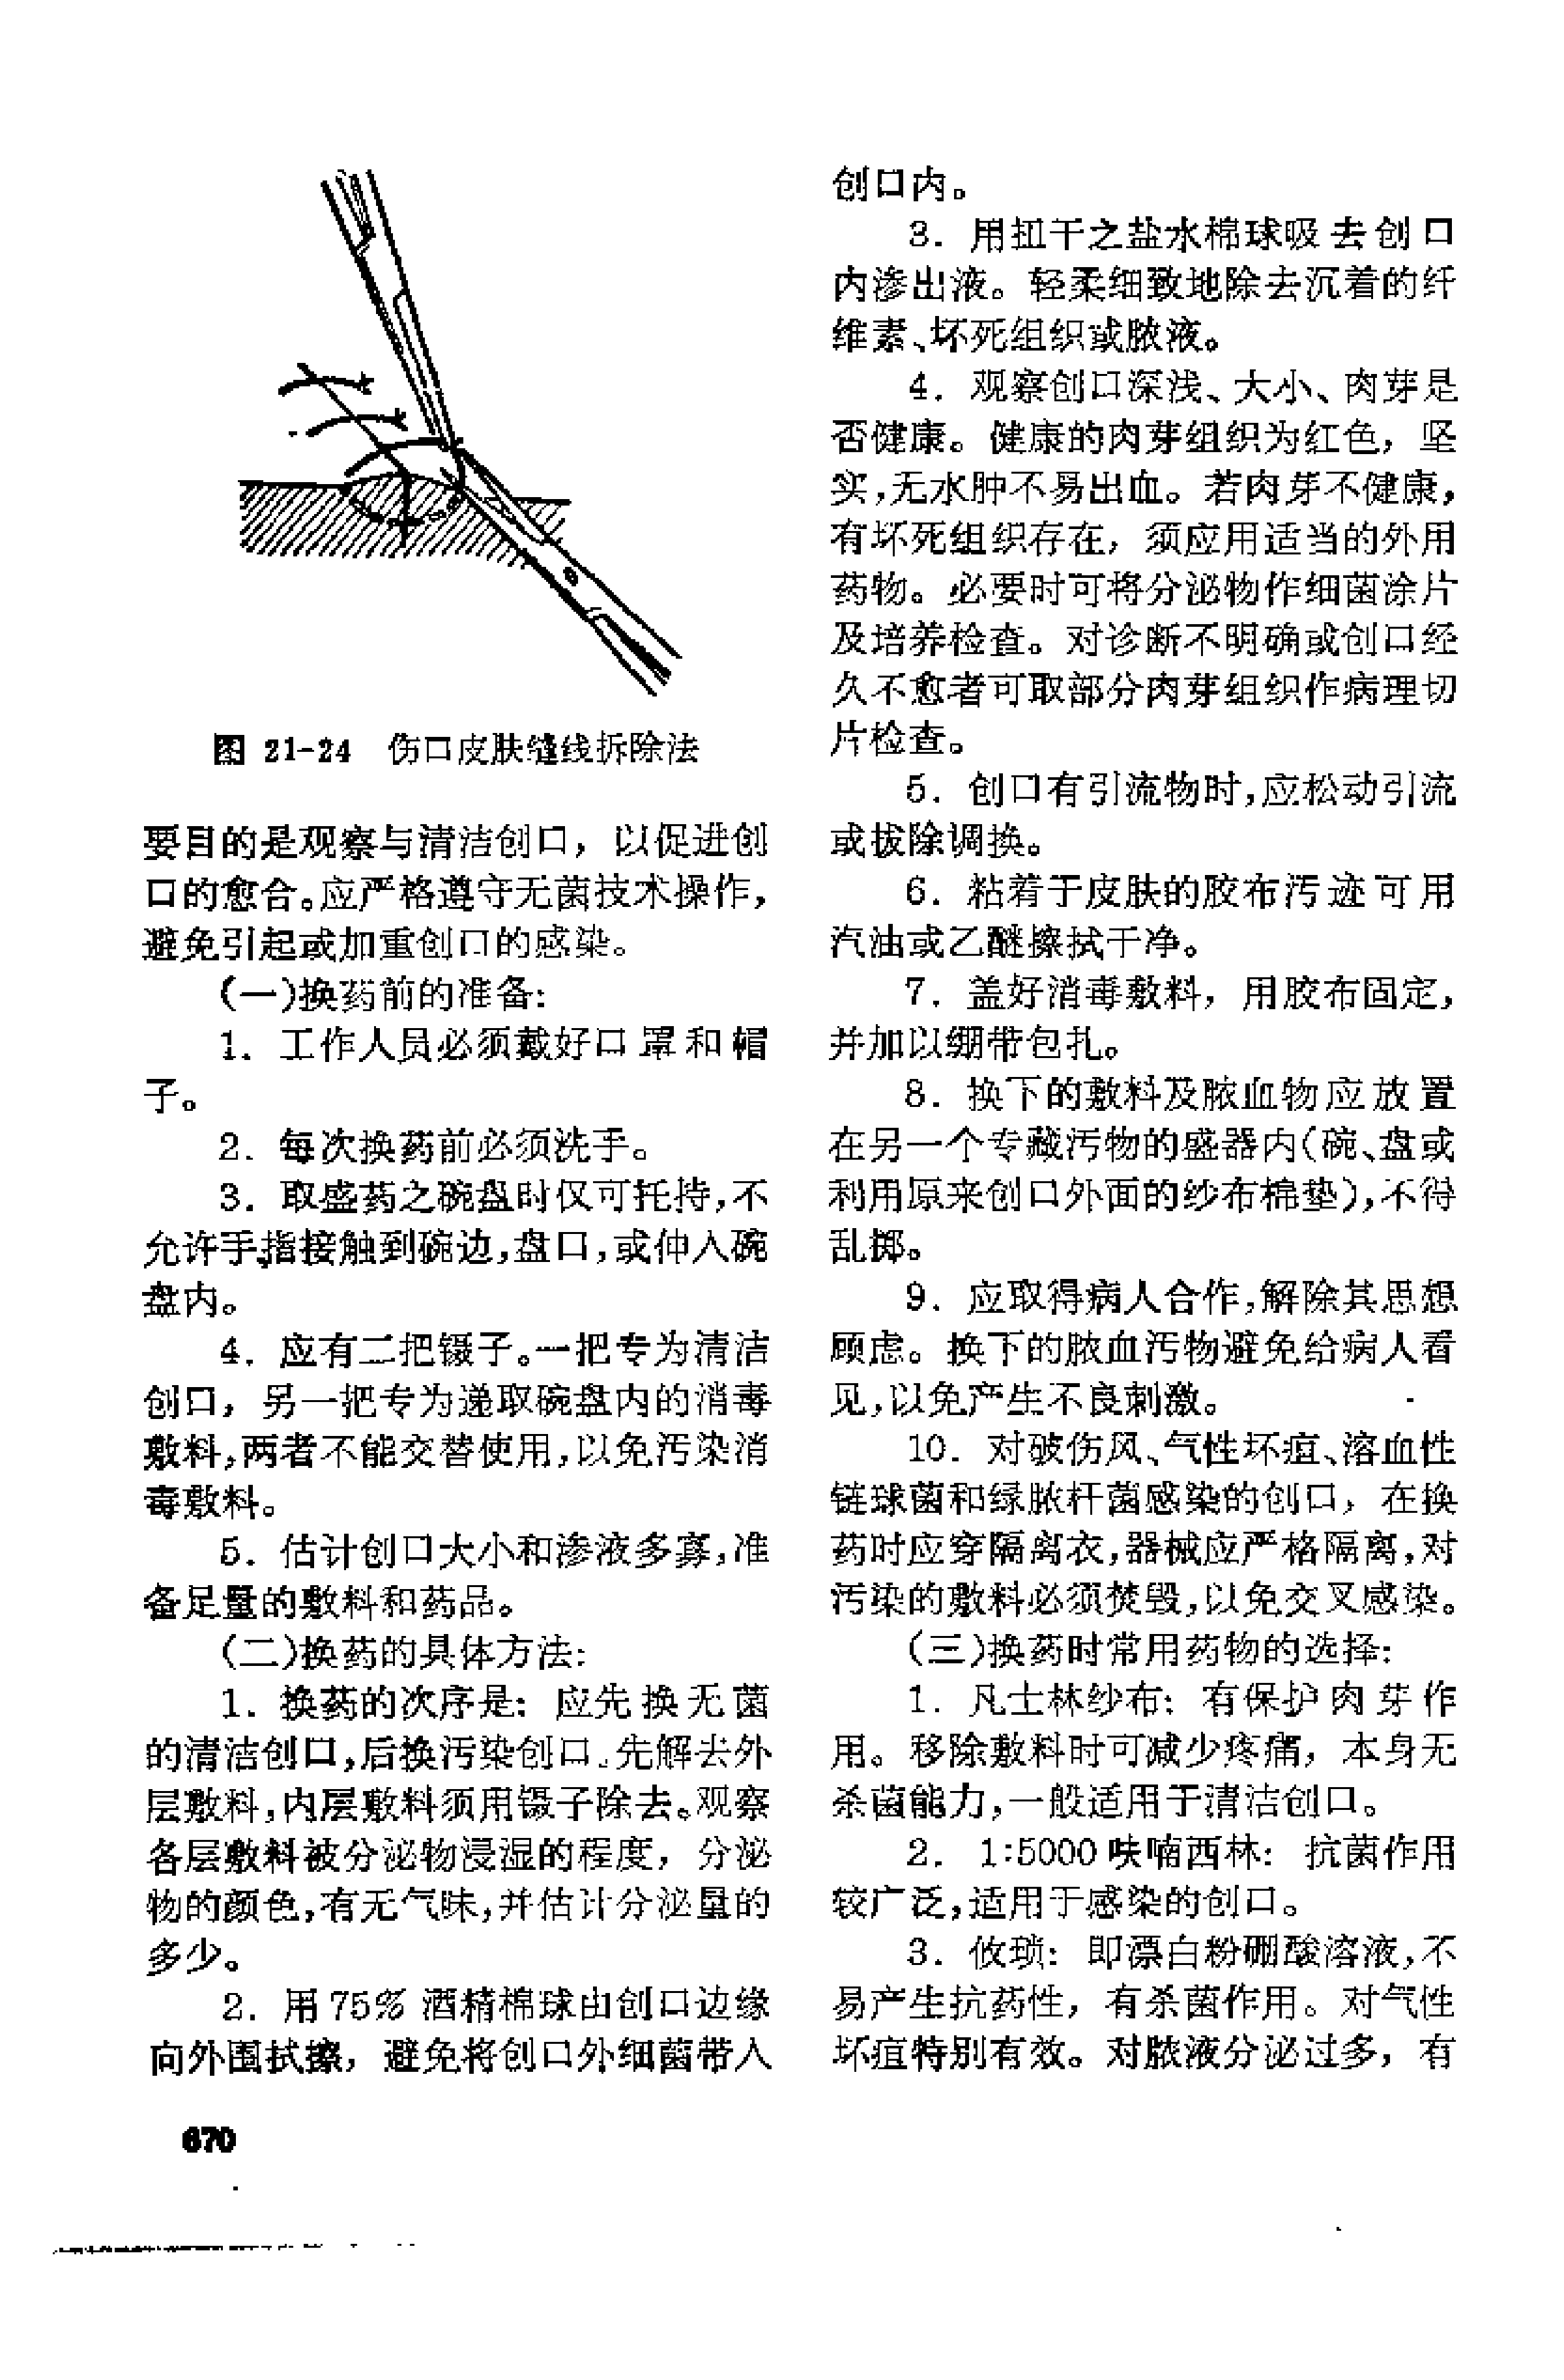 图 21-24 伤口皮肤缝线拆除法
要目的是观察与清洁创口，以促进创
口的愈合。应严格遵守无菌技术操作，
避免引起或加重创口的感染。
(一)换药前的准备:
1. 工作人员必须戴好口罩和帽
子。
2. 每次换药前必须洗手。
3. 取盛药之碗盘时仅可托持,不
允许手指接触到碗边,盘口,或伸入碗
盘内。
4. 应有二把镊子。一把专为清洁
创口，另一把专为递取碗盘内的消毒
敷料,两者不能交替使用,以免污染消
毒敷料。
5. 估计创口大小和渗液多寡,准
备足量的敷料和药品。
(二)换药的具体方法:
1. 换药的次序是: 应先换无菌
的清洁创口,后换污染创口。先解去外
层敷料,内层敷料须用镊子除去。观察
各层敷料被分泌物浸湿的程度，分泌
物的颜色,有无气味,并估计分泌量的
多少。
2. 用75% 酒精棉球由创口边缘
向外围拭擦，避免将创口外细菌带入
创口内。
3. 用扭干之盐水棉球吸去创口
内渗出液。轻柔细致地除去沉着的纤
维素、坏死组织或脓液。
4. 观察创口深浅、大小、肉芽是
否健康。健康的肉芽组织为红色，坚
实,无水肿不易出血。若肉芽不健康，
有坏死组织存在，须应用适当的外用
药物。必要时可将分泌物作细菌涂片
及培养检查。对诊断不明确或创口经
久不愈者可取部分肉芽组织作病理切
片检查。
5. 创口有引流物时,应松动引流
或拔除调换。
6. 粘着于皮肤的胶布污迹可用
汽油或乙醚擦拭干净。
7. 盖好消毒敷料，用胶布固定，
并加以绷带包扎。
8. 换下的敷料及脓血物应放置
在另一个专藏污物的盛器内(碗、盘或
利用原来创口外面的纱布棉垫),不得
乱掷。
9. 应取得病人合作,解除其思想
顾虑。换下的脓血污物避免给病人看
见,以免产生不良刺激。
10. 对破伤风、气性坏疽、溶血性
链球菌和绿脓杆菌感染的创口，在换
药时应穿隔离衣,器械应严格隔离,对
污染的敷料必须焚毁,以免交叉感染。
(三)换药时常用药物的选择:
1. 凡士林纱布: 有保护肉芽作
用。移除敷料时可减少疼痛，本身无
杀菌能力,一般适用于清洁创口。
2. 1:5000呋喃西林: 抗菌作用
较广泛,适用于感染的创口。
3. 攸琐: 即漂白粉硼酸溶液,不
易产生抗药性，有杀菌作用。对气性
坏疽特别有效。对脓液分泌过多，有
670